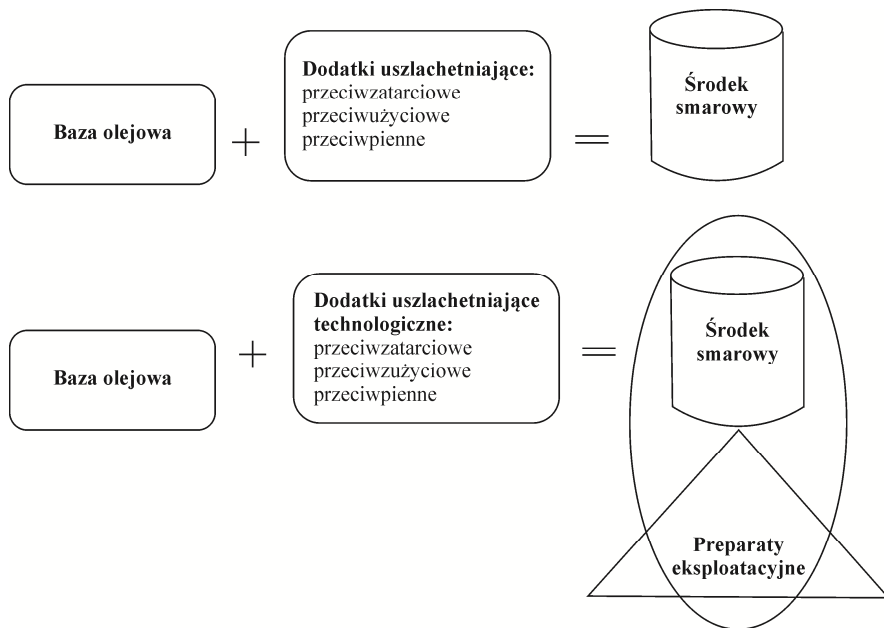 Baza olejowa
+
Dodatki uszlachetniające:
przeciwzatarciowe
przeciwużyciowe
przeciwpienne
=
Środek
smarowy
Baza olejowa
+
Dodatki uszlachetniające
technologiczne:
przeciwzatarciowe
przeciwzużyciowe
przeciwpienne
=
Środek
smarowy
Preparaty
eksploatacyjne